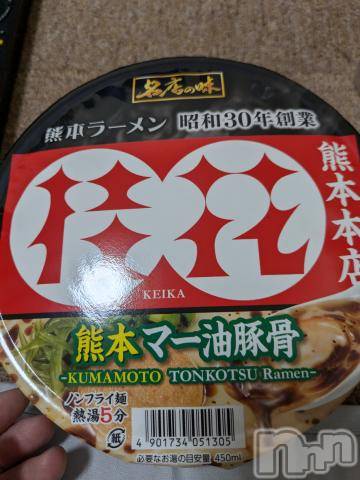 名店の味
熊本ラーメン 昭和30年創業
桂花
熊本本店
KEIKA
熊本マー油豚骨
-KUMAMOTO TONKOTSU Ramen-
ノンフライ麺
熱湯5分
紙
4 901734 051305
必要なお湯の目安量 450ml